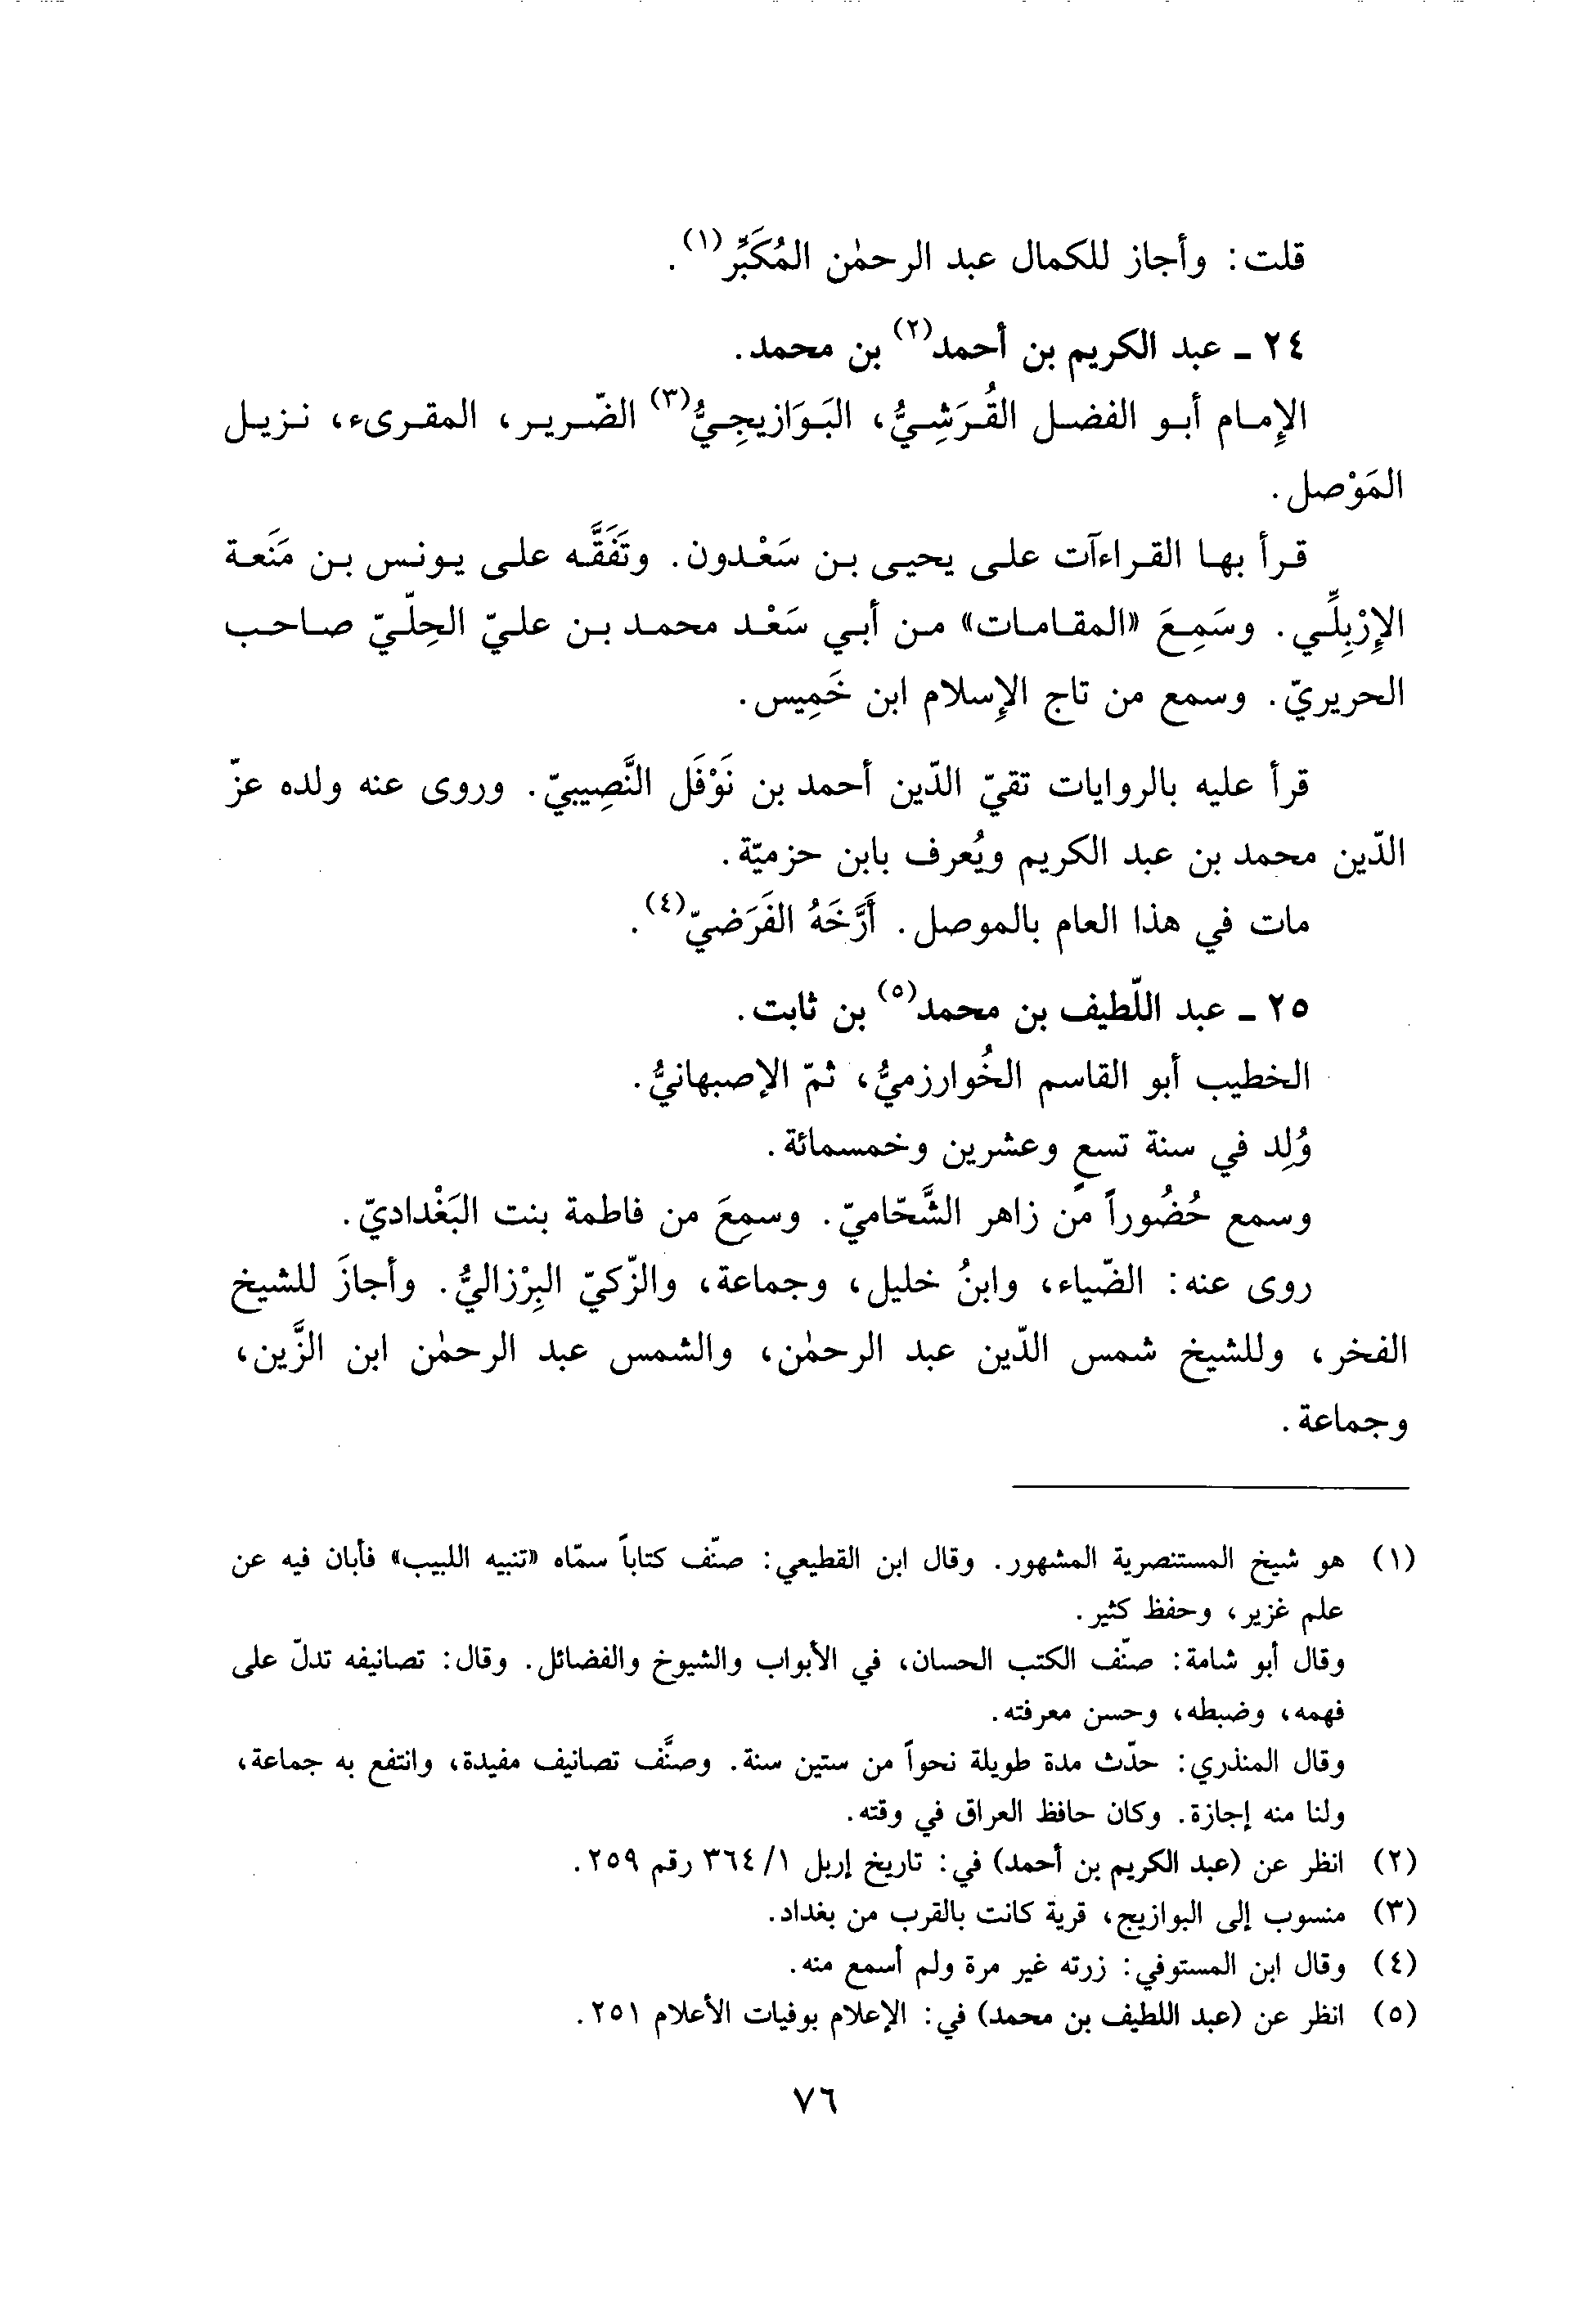 قلت: وأجاز للكمال عبد الرحمٰن المُكَبِّر(١).
٢٤ ـ عبد الكريم بن أحمد(٢) بن محمد.
الإمام أبو الفضل القُرَشِيُّ، البَوَازيجِيُّ(٣) الضّرير، المقرىء، نزيل
المَوْصل.
قرأ بها القراءآت على يحيى بن سَعْدون. وتَفَقَّه على يونس بن مَنَعة
الإرْبِلِّي. وسَمِعَ «المقامات» من أبي سَعْد محمد بن عليّ الحِلّيّ صاحب
الحريريّ. وسمع من تاج الإسلام ابن خَمِيس.
قرأ عليه بالروايات تقيّ الدّين أحمد بن نَوْفَل النَّصِيبيّ. وروى عنه ولده عزّ
الدّين محمد بن عبد الكريم ويُعرف بابن حزميّة.
مات في هذا العام بالموصل. أَرَّخَهُ الفَرَضيّ(٤).
٢٥ ـ عبد اللّطيف بن محمد(٥) بن ثابت.
الخطيب أبو القاسم الخُوارزميُّ، ثمّ الإصبهانيُّ.
وُلِد في سنة تسعٍ وعشرين وخمسمائة.
وسمع حُضُوراً من زاهر الشَّحّاميّ. وسمِعَ من فاطمة بنت البَغْداديّ.
روى عنه: الضّياء، وابنُ خليل، وجماعة، والزّكيّ البِرْزاليُّ. وأجازَ للشيخ
الفخر، وللشيخ شمس الدّين عبد الرحمٰن، والشمس عبد الرحمٰن ابن الزَّين،
وجماعة.
(١) هو شيخ المستنصرية المشهور. وقال ابن القطيعي: صنّف كتاباً سمّاه «تنبيه اللبيب» فأبان فيه عن
علم غزير، وحفظ كثير.
وقال أبو شامة: صنّف الكتب الحسان، في الأبواب والشيوخ والفضائل. وقال: تصانيفه تدلّ على
فهمه، وضبطه، وحسن معرفته.
وقال المنذري: حدّث مدة طويلة نحواً من ستين سنة. وصنَّف تصانيف مفيدة، وانتفع به جماعة،
ولنا منه إجازة. وكان حافظ العراق في وقته.
(٢) انظر عن (عبد الكريم بن أحمد) في: تاريخ إربل ١/ ٣٦٤ رقم ٢٥٩.
(٣) منسوب إلى البوازيج، قرية كانت بالقرب من بغداد.
(٤) وقال ابن المستوفي: زرته غير مرة ولم أسمع منه.
(٥) انظر عن (عبد اللطيف بن محمد) في: الإعلام بوفيات الأعلام ٢٥١.
٧٦